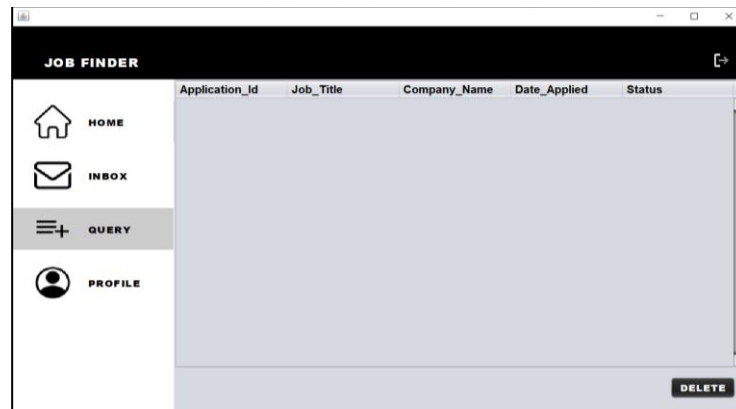 JOB FINDER
Application_Id Job_Title Company_Name Date_Applied Status
HOME
INBOX
QUERY
PROFILE
DELETE